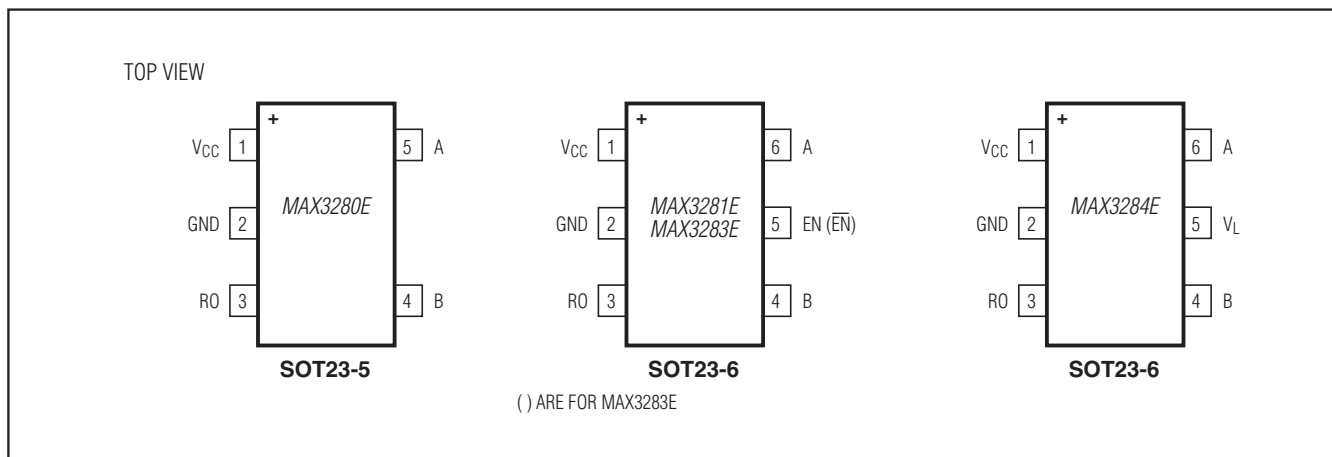 TOP VIEW
+
VCC 1
5 A
MAX3280E
GND 2
RO 3
4 B
SOT23-5
+
VCC 1
6 A
MAX3281E
MAX3283E
GND 2
5 EN (E̅N̅)
RO 3
4 B
SOT23-6
( ) ARE FOR MAX3283E
+
VCC 1
6 A
MAX3284E
GND 2
5 VL
RO 3
4 B
SOT23-6